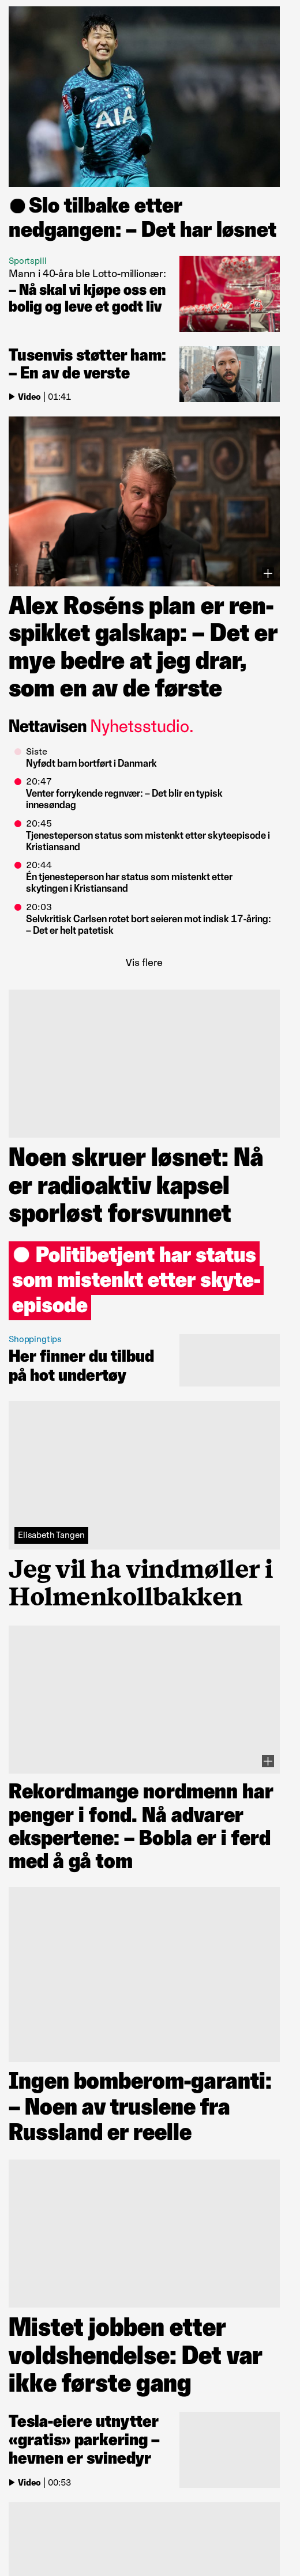 AIA
● Slo tilbake etter
nedgangen: – Det har løsnet
Sportspill
Mann i 40-åra ble Lotto-millionær:
– Nå skal vi kjøpe oss en
bolig og leve et godt liv
Tusenvis støtter ham:
– En av de verste
Video | 01:41
Alex Roséns plan er ren-
spikket galskap: – Det er
mye bedre at jeg drar,
som en av de første
Nettavisen Nyhetsstudio.
Siste
Nyfødt barn bortført i Danmark
20:47
Venter forrykende regnvær: – Det blir en typisk
innesøndag
20:45
Tjenesteperson status som mistenkt etter skyteepisode i
Kristiansand
20:44
Én tjenesteperson har status som mistenkt etter
skytingen i Kristiansand
20:03
Selvkritisk Carlsen rotet bort seieren mot indisk 17-åring:
– Det er helt patetisk
Vis flere
Noen skruer løsnet: Nå
er radioaktiv kapsel
sporløst forsvunnet
● Politibetjent har status
som mistenkt etter skyte-
episode
Shoppingtips
Her finner du tilbud
på hot undertøy
Elisabeth Tangen
Jeg vil ha vindmøller i
Holmenkollbakken
Rekordmange nordmenn har
penger i fond. Nå advarer
ekspertene: – Bobla er i ferd
med å gå tom
Ingen bomberom-garanti:
– Noen av truslene fra
Russland er reelle
Mistet jobben etter
voldshendelse: Det var
ikke første gang
Tesla-eiere utnytter
«gratis» parkering –
hevnen er svinedyr
Video | 00:53